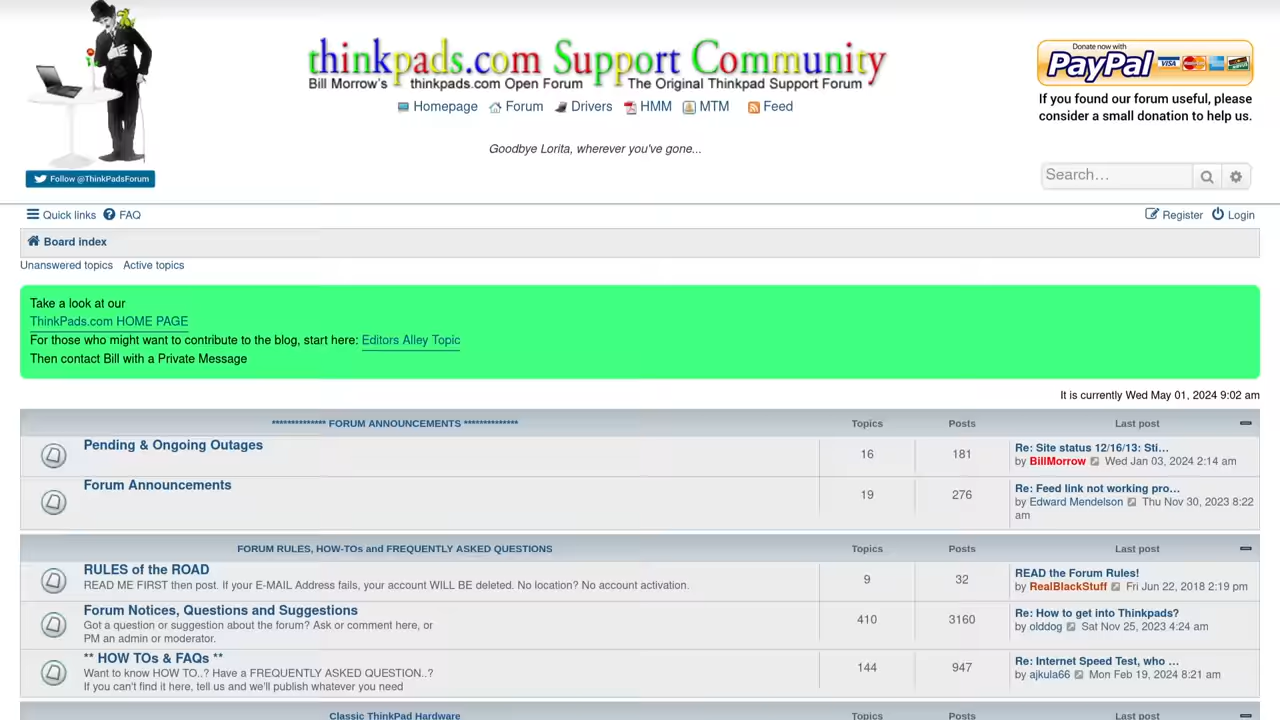 thinkpads.com Support Community
Bill Morrow's thinkpads.com Open Forum The Original Thinkpad Support Forum
Homepage Forum Drivers HMM MTM Feed
Goodbye Lorita, wherever you've gone...
Follow @ThinkPadsForum
Donate now with
PayPal VISA
If you found our forum useful, please
consider a small donation to help us.
Search…
Quick links FAQ Register Login
Board index
Unanswered topics Active topics
Take a look at our
ThinkPads.com HOME PAGE
For those who might want to contribute to the blog, start here: Editors Alley Topic
Then contact Bill with a Private Message
It is currently Wed May 01, 2024 9:02 am
************** FORUM ANNOUNCEMENTS ************** Topics Posts Last post
Pending & Ongoing Outages 16 181 Re: Site status 12/16/13: Sti…
by BillMorrow Wed Jan 03, 2024 2:14 am
Forum Announcements 19 276 Re: Feed link not working pro…
by Edward Mendelson Thu Nov 30, 2023 8:22
am
FORUM RULES, HOW-TOs and FREQUENTLY ASKED QUESTIONS Topics Posts Last post
RULES of the ROAD 9 32 READ the Forum Rules!
READ ME FIRST then post. If your E-MAIL Address fails, your account WILL BE deleted. No location? No account activation. by RealBlackStuff Fri Jun 22, 2018 2:19 pm
Forum Notices, Questions and Suggestions 410 3160 Re: How to get into Thinkpads?
Got a question or suggestion about the forum? Ask or comment here, or by olddog Sat Nov 25, 2023 4:24 am
PM an admin or moderator.
** HOW TOs & FAQs ** 144 947 Re: Internet Speed Test, who …
Want to know HOW TO..? Have a FREQUENTLY ASKED QUESTION..? by ajkula66 Mon Feb 19, 2024 8:21 am
If you can't find it here, tell us and we'll publish whatever you need
Classic ThinkPad Hardware Topics Posts Last post